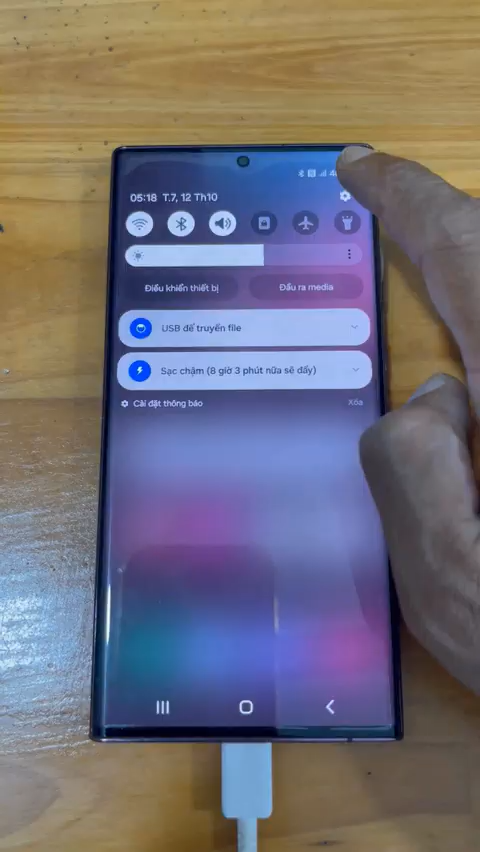 05:18 T.7, 12 Th10
Điều khiển thiết bị
Đầu ra media
USB để truyền file
Sạc chậm (8 giờ 3 phút nữa sẽ đầy)
Cài đặt thông báo
Xóa